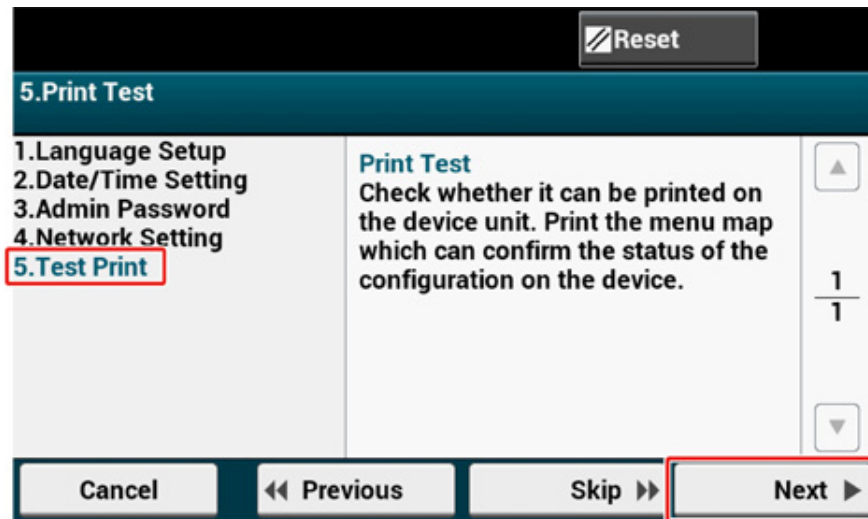 Reset
5.Print Test
1.Language Setup
2.Date/Time Setting
3.Admin Password
4.Network Setting
5.Test Print
Print Test
Check whether it can be printed on
the device unit. Print the menu map
which can confirm the status of the
configuration on the device.
1
1
Cancel
Previous
Skip
Next